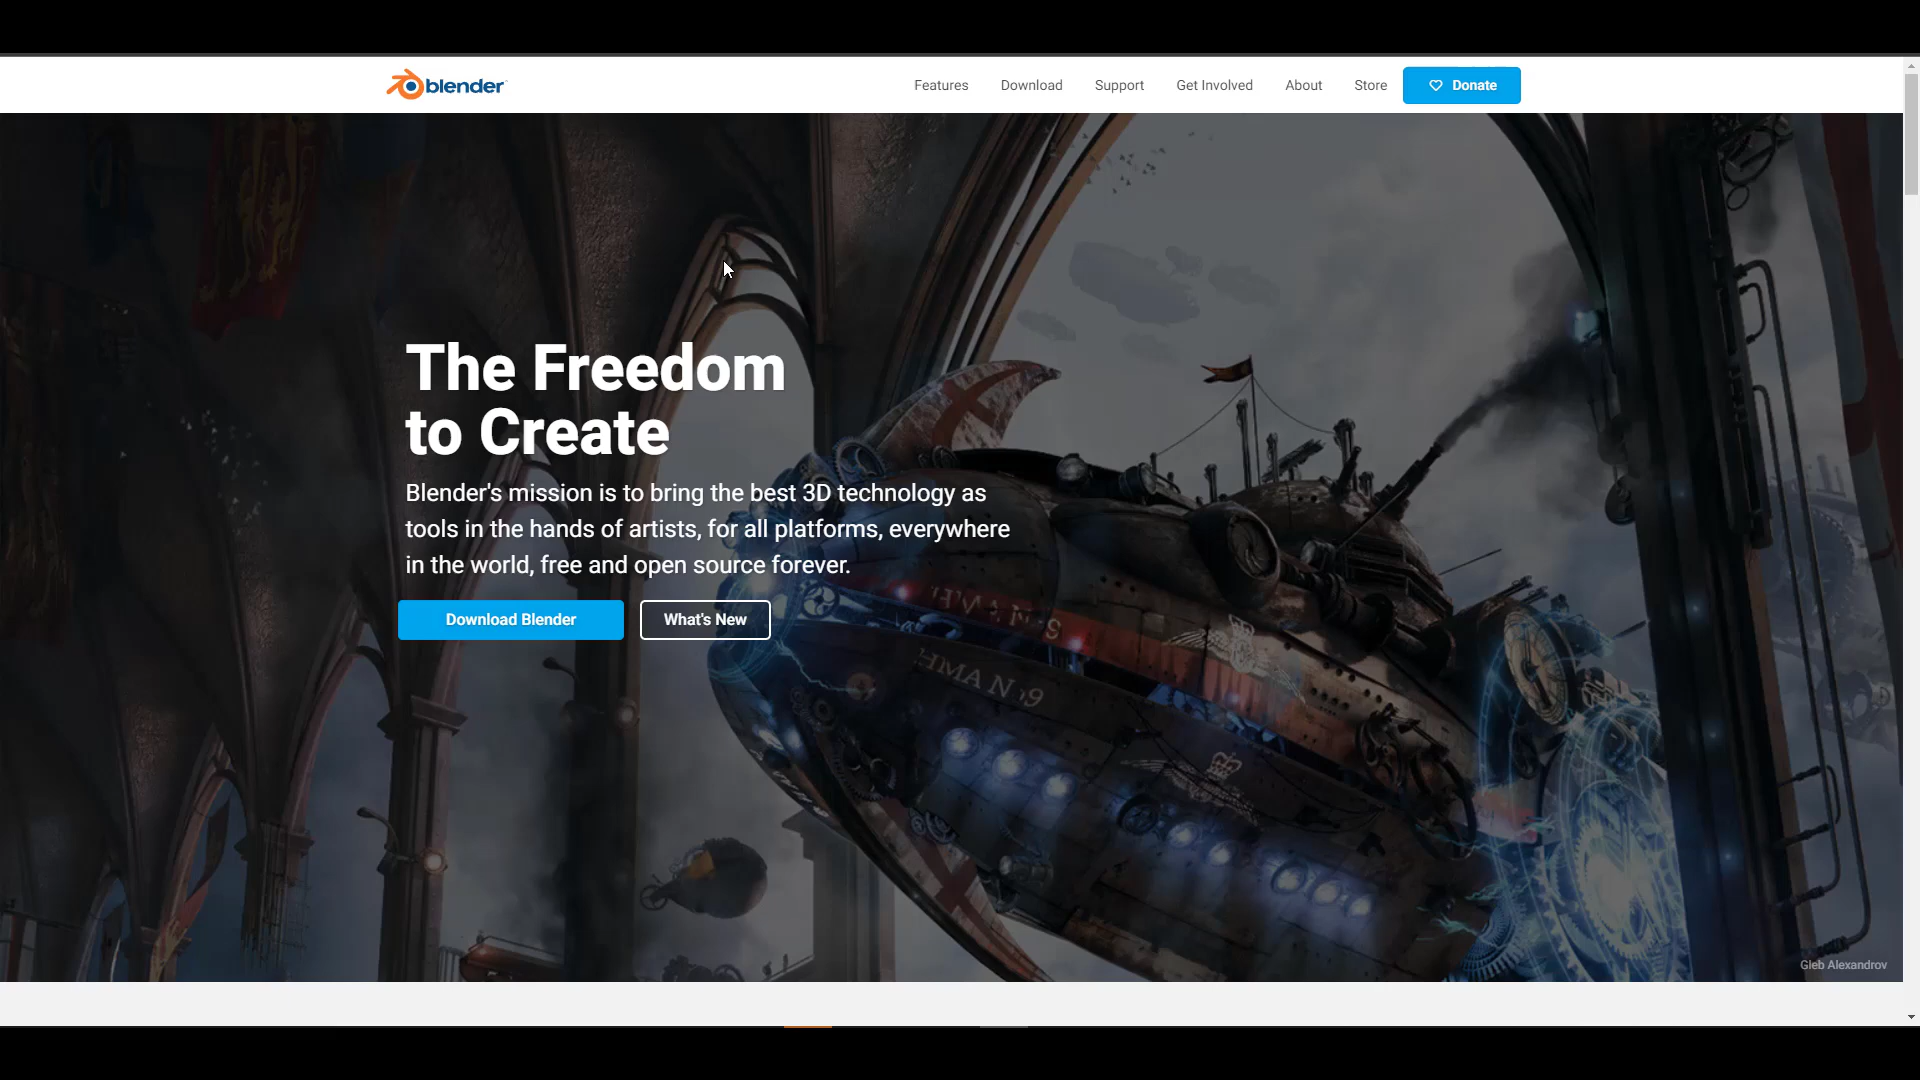 blender
Features Download Support Get Involved About Store Donate
The Freedom
to Create
Blender's mission is to bring the best 3D technology as
tools in the hands of artists, for all platforms, everywhere
in the world, free and open source forever.
Download Blender What's New
Gleb Alexandrov